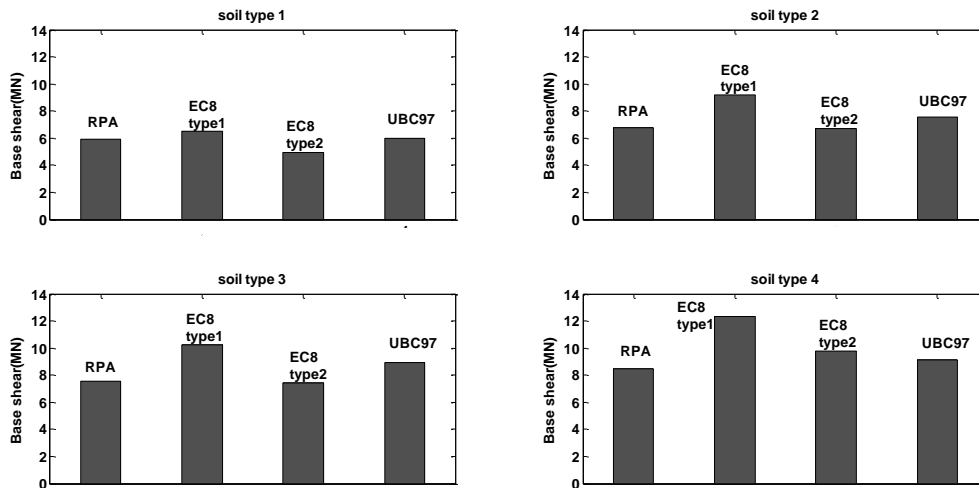 soil type 1
Base shear(MN)
14
12
10
8
6
4
2
0
RPA
EC8
type1
EC8
type2
UBC97
soil type 2
Base shear(MN)
14
12
10
8
6
4
2
0
RPA
EC8
type1
EC8
type2
UBC97
soil type 3
Base shear(MN)
14
12
10
8
6
4
2
0
RPA
EC8
type1
EC8
type2
UBC97
soil type 4
Base shear(MN)
14
12
10
8
6
4
2
0
RPA
EC8
type1
EC8
type2
UBC97